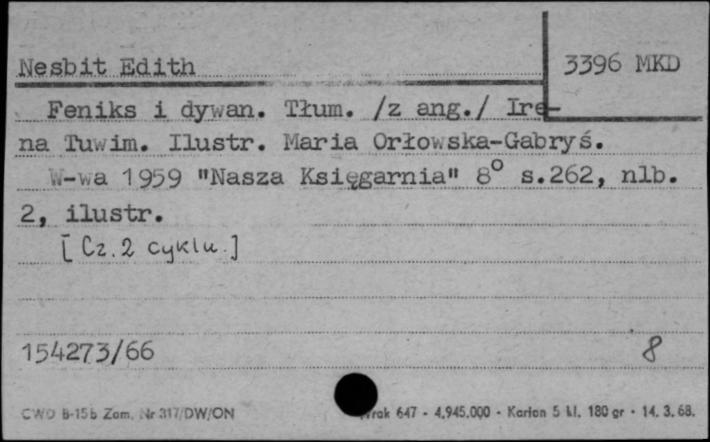 Nesbit Edith
3396 MKD
Feniks i dywan. Tłum. /z ang./ Ire-
na Tuwim. Ilustr. Maria Orłowska-Gabryś.
W-wa 1959 "Nasza Księgarnia" 8° s.262, nlb.
2, ilustr.
[Cz.2 cyklu.]
154273/66
8
CWD B-15b Zam. Nr 317/DW/ON
647 - 4.945.000 - Karton 5 kl. 180 gr - 14.3.68.